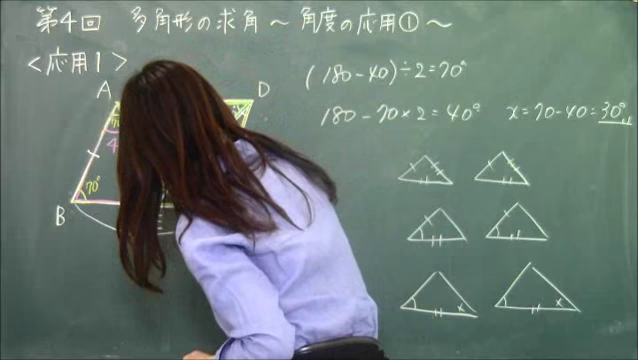 第4回 多角形の求角 ~ 角度の応用① ~
<応用1>
(180-40)÷2=70°
180-70×2=40° x=70-40=30°
A
D
4
70°
B
x
x